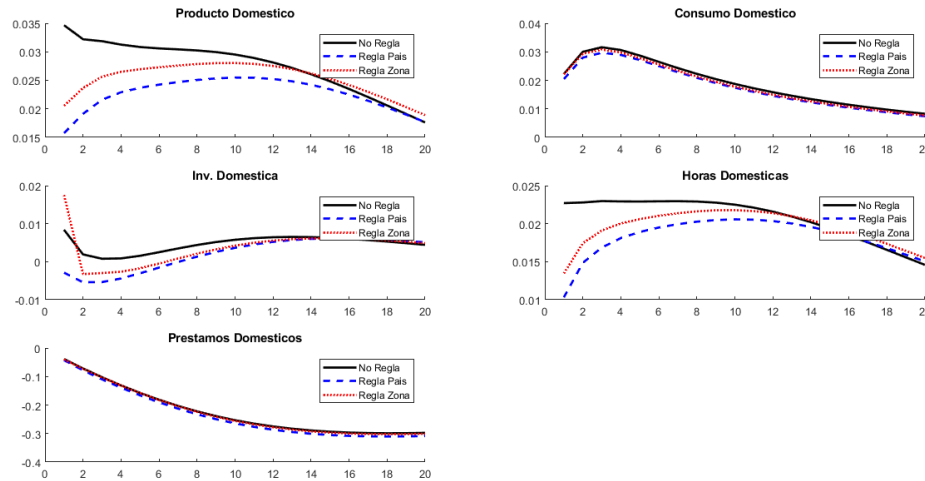 Producto Domestico
0.035
0.03
0.025
0.02
0.015
0 2 4 6 8 10 12 14 16 18 20
No Regla
Regla Pais
Regla Zona
Consumo Domestico
0.04
0.03
0.02
0.01
0
0 2 4 6 8 10 12 14 16 18 20
No Regla
Regla Pais
Regla Zona
Inv. Domestica
0.02
0.01
0
-0.01
0 2 4 6 8 10 12 14 16 18 20
No Regla
Regla Pais
Regla Zona
Horas Domesticas
0.025
0.02
0.015
0.01
0 2 4 6 8 10 12 14 16 18 20
No Regla
Regla Pais
Regla Zona
Prestamos Domesticos
0
-0.1
-0.2
-0.3
-0.4
0 2 4 6 8 10 12 14 16 18 20
No Regla
Regla Pais
Regla Zona